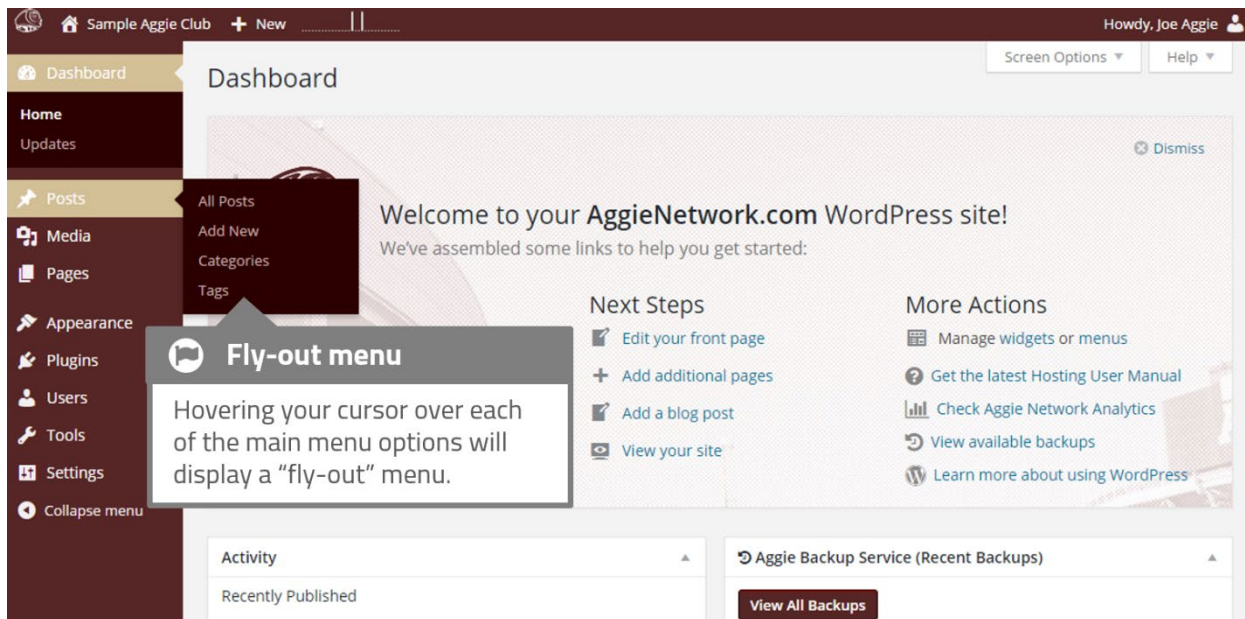 Sample Aggie Club + New
Howdy, Joe Aggie
Dashboard
Home
Updates
Posts
Media
Pages
Appearance
Plugins
Users
Tools
Settings
Collapse menu
All Posts
Add New
Categories
Tags
Fly-out menu
Hovering your cursor over each
of the main menu options will
display a “fly-out” menu.
Dashboard
Screen Options
Help
Dismiss
Welcome to your AggieNetwork.com WordPress site!
We've assembled some links to help you get started:
Next Steps
Edit your front page
Add additional pages
Add a blog post
View your site
More Actions
Manage widgets or menus
Get the latest Hosting User Manual
Check Aggie Network Analytics
View available backups
Learn more about using WordPress
Activity
Recently Published
Aggie Backup Service (Recent Backups)
View All Backups